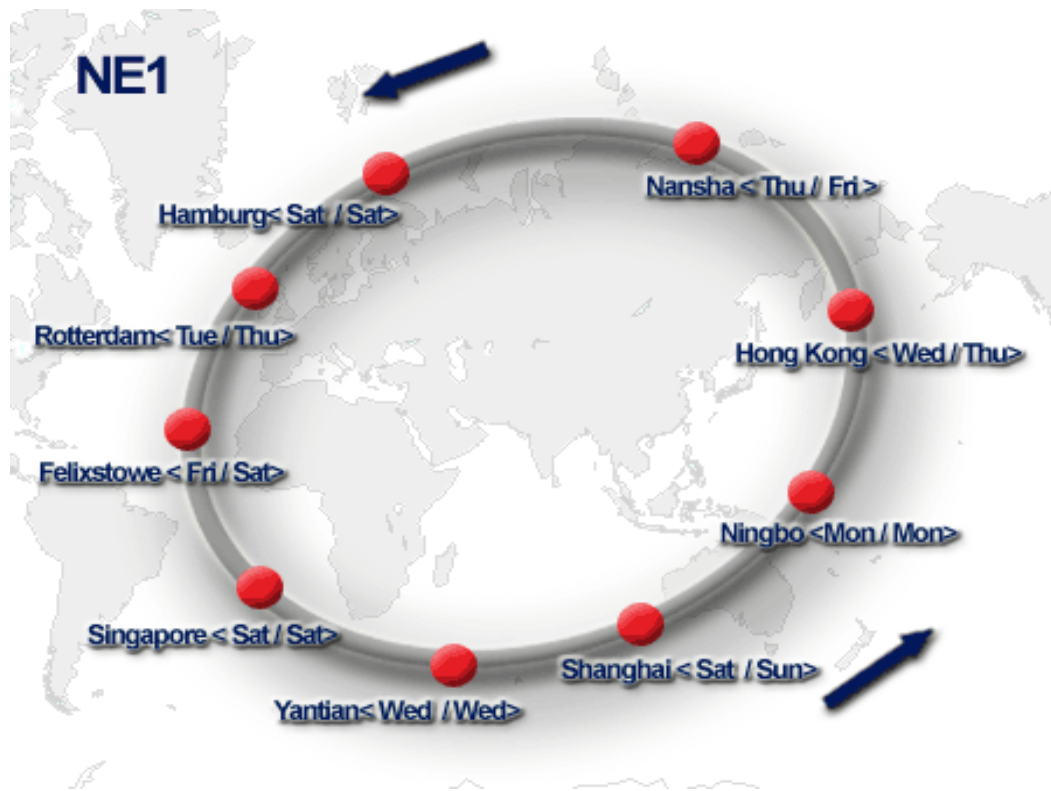 NE1
Nansha < Thu / Fri >
Hamburg< Sat / Sat>
Rotterdam< Tue / Thu>
Hong Kong < Wed / Thu>
Felixstowe < Fri / Sat>
Ningbo <Mon / Mon>
Singapore < Sat / Sat>
Shanghai < Sat / Sun>
Yantian< Wed / Wed>